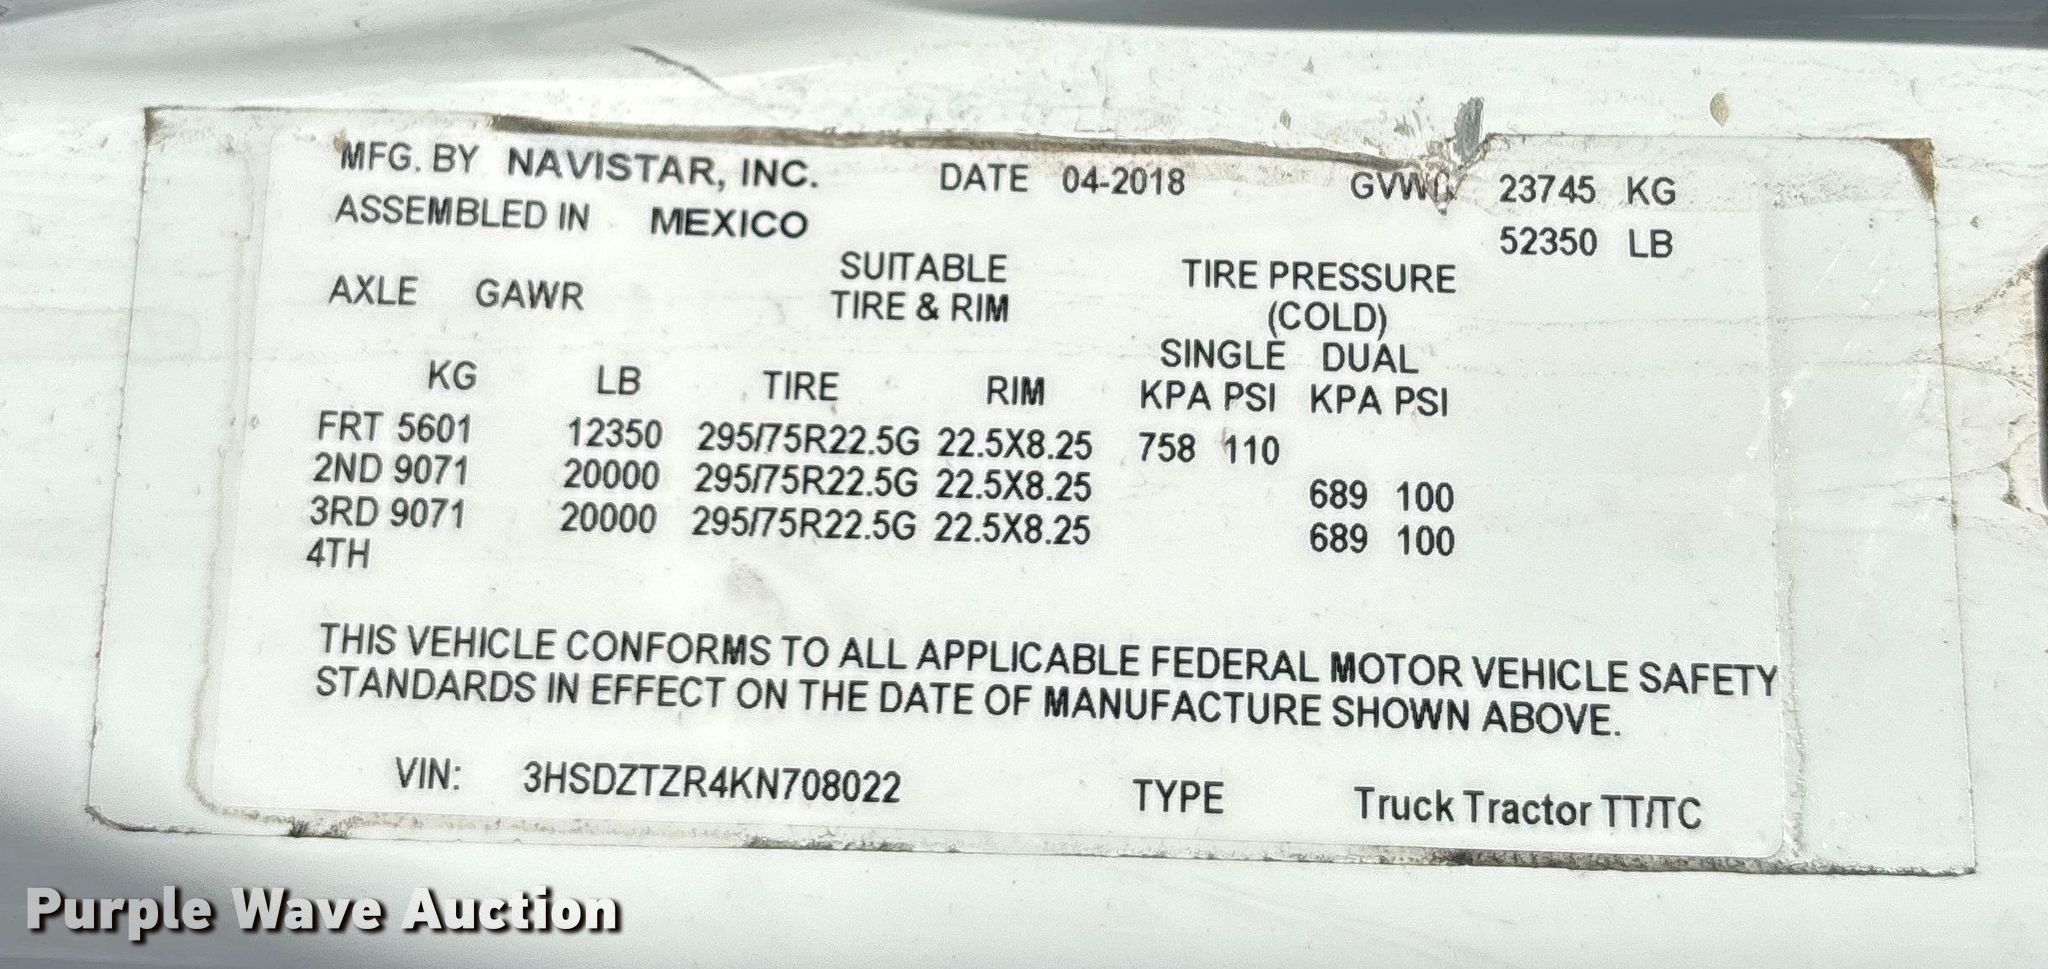 MFG. BY NAVISTAR, INC. DATE 04-2018 GVW 23745 KG
ASSEMBLED IN MEXICO 52350 LB
AXLE GAWR SUITABLE TIRE PRESSURE
TIRE & RIM (COLD)
SINGLE DUAL
KG LB TIRE RIM KPA PSI KPA PSI
FRT 5601 12350 295/75R22.5G 22.5X8.25 758 110
2ND 9071 20000 295/75R22.5G 22.5X8.25 689 100
3RD 9071 20000 295/75R22.5G 22.5X8.25 689 100
4TH
THIS VEHICLE CONFORMS TO ALL APPLICABLE FEDERAL MOTOR VEHICLE SAFETY
STANDARDS IN EFFECT ON THE DATE OF MANUFACTURE SHOWN ABOVE.
VIN: 3HSDZTZR4KN708022 TYPE Truck Tractor TT/TC
Purple Wave Auction